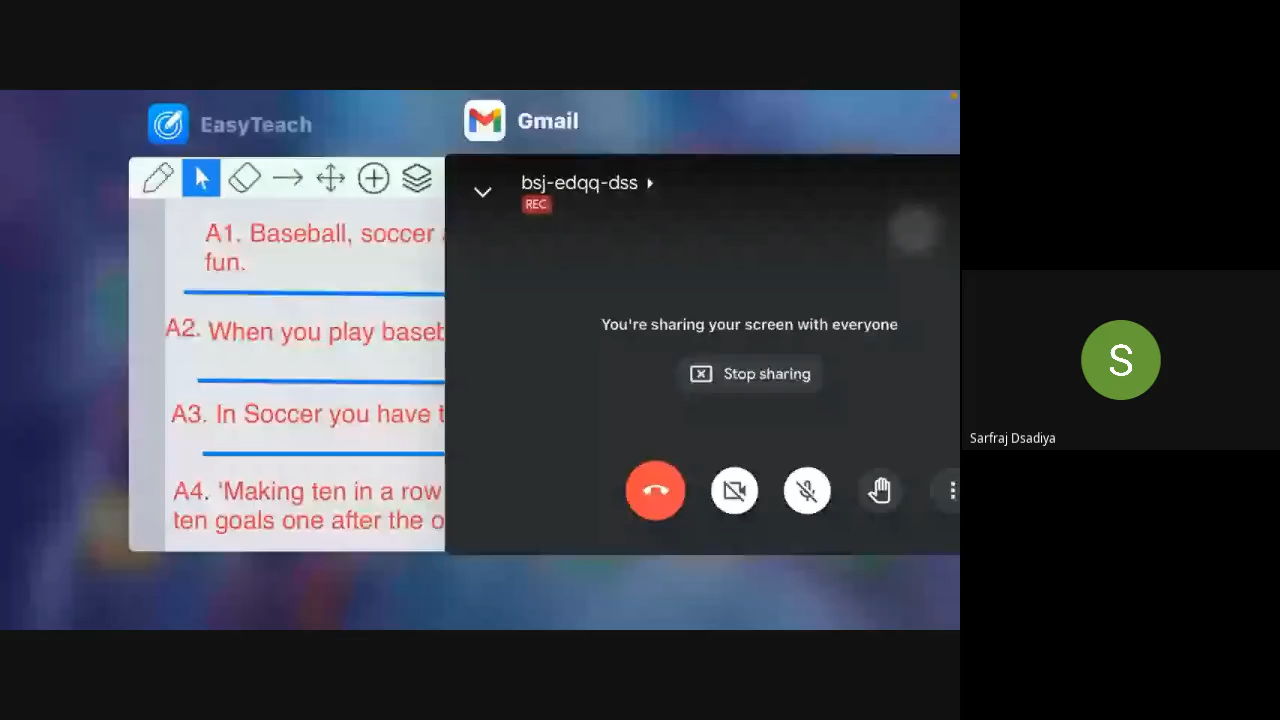 EasyTeach
Gmail
bsj-edqq-dss
REC
A1. Baseball, soccer
fun.
You're sharing your screen with everyone
A2. When you play baseb
Stop sharing
A3. In Soccer you have t
S
Sarfraj Dsadiya
A4. 'Making ten in a row
ten goals one after the o